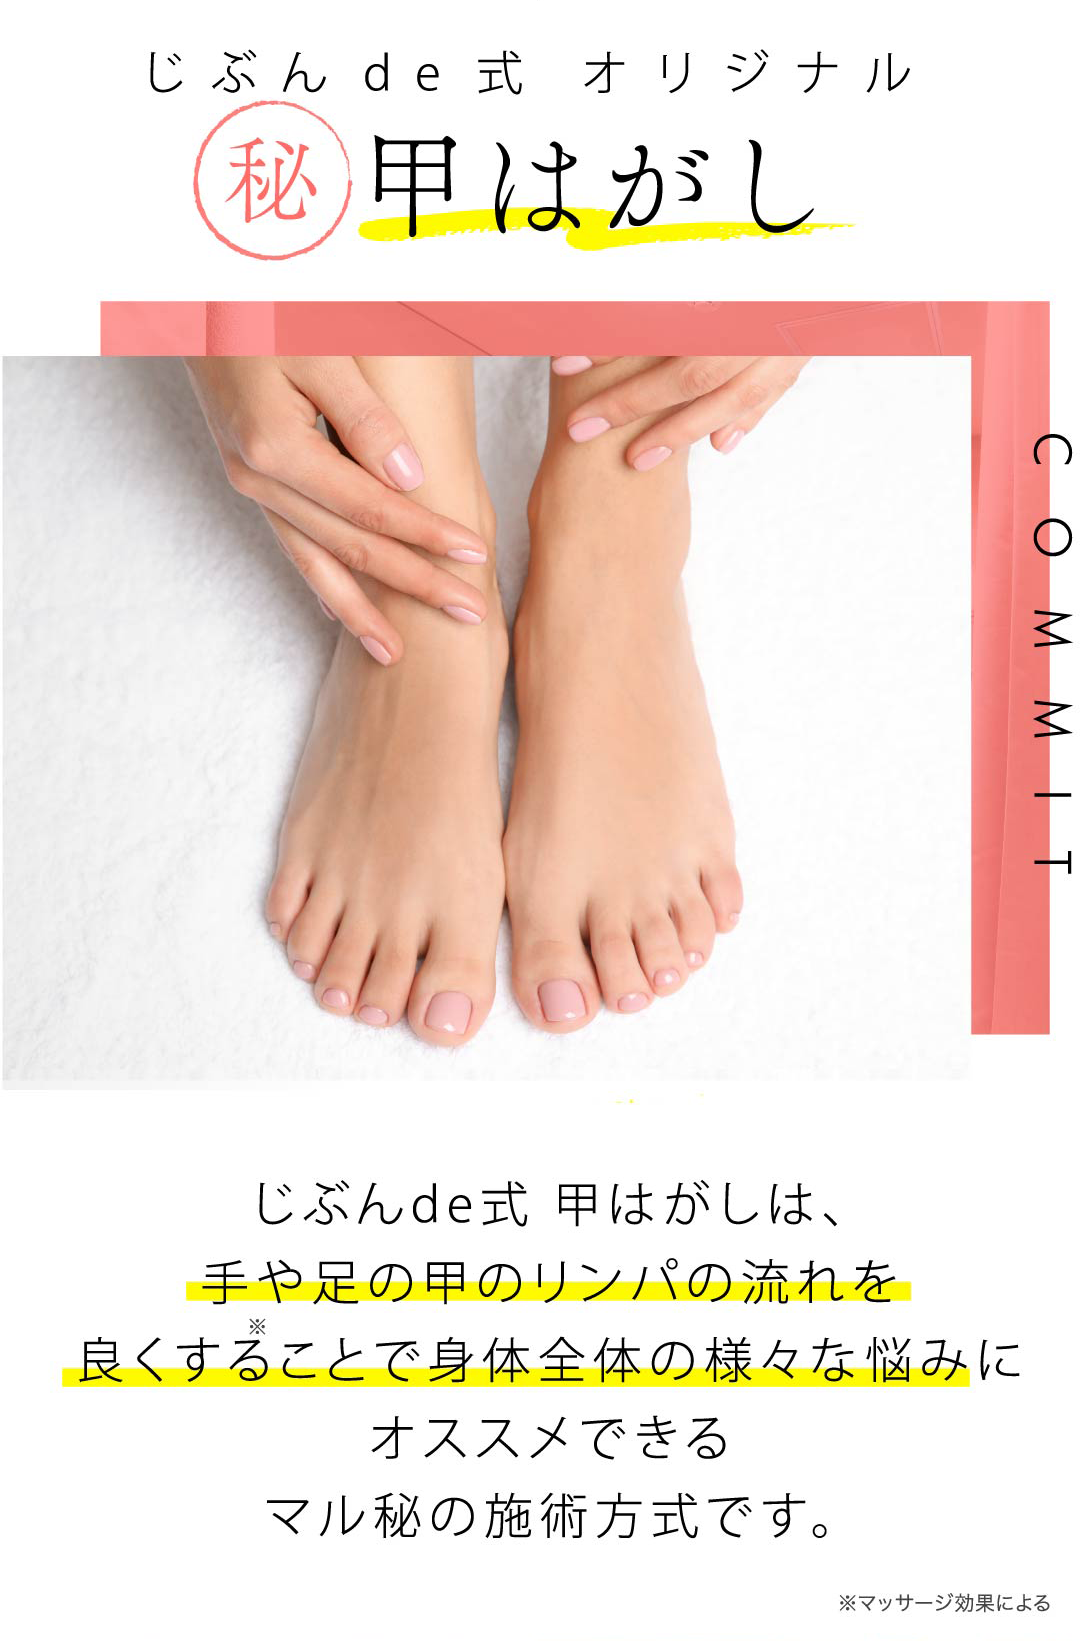 じぶんde式 オリジナル
秘 甲はがし
COMMIT
じぶんde式 甲はがしは、
手や足の甲のリンパの流れを
※
良くすることで身体全体の様々な悩みに
オススメできる
マル秘の施術方式です。
※マッサージ効果による